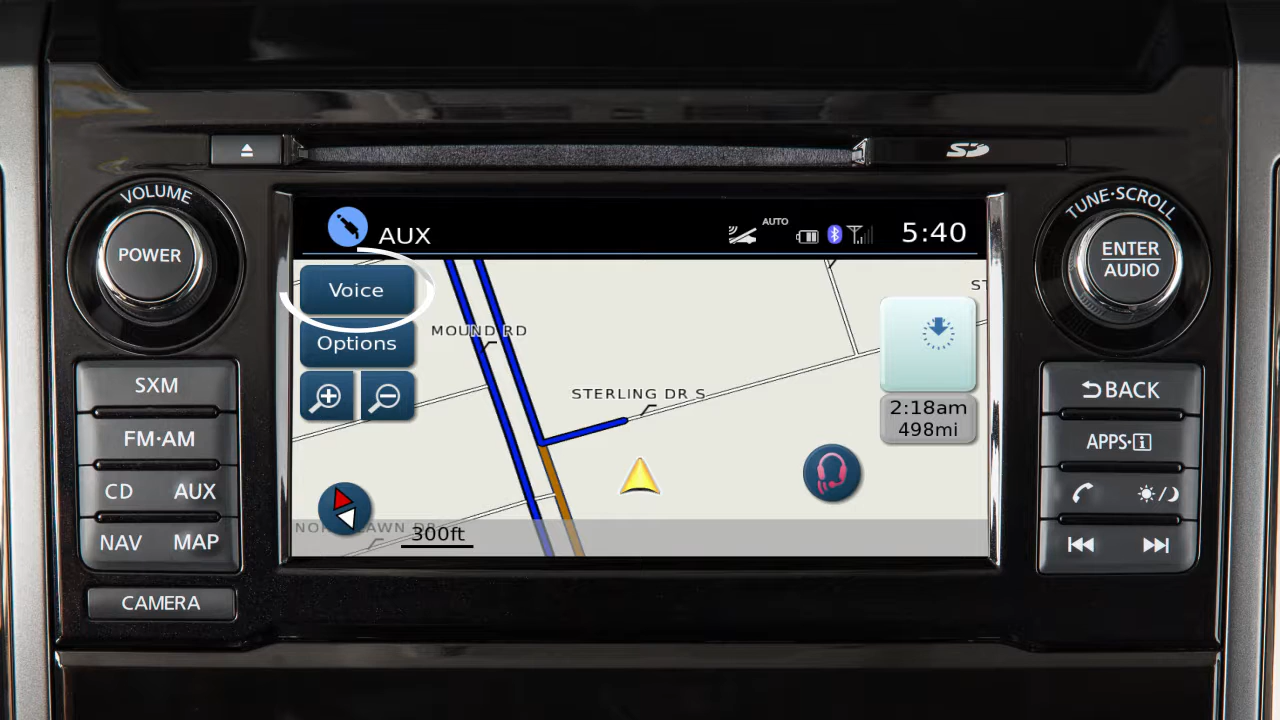 SD
VOLUME
POWER
TUNE·SCROLL
ENTER
AUDIO
AUX
AUTO
5:40
Voice
Options
MOUND RD
STERLING DR S
ST
2:18am
498mi
300ft
SXM
FM·AM
CD AUX
NAV MAP
CAMERA
BACK
APPS·i